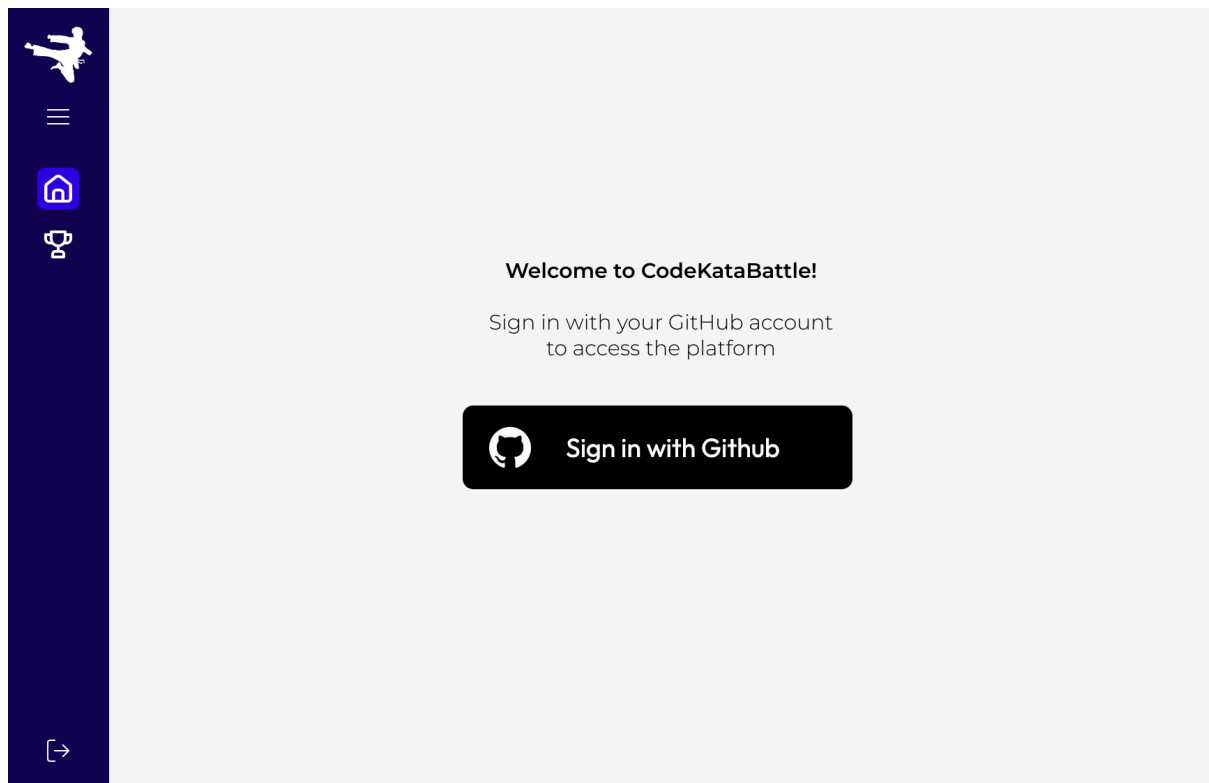 Welcome to CodeKataBattle!
Sign in with your GitHub account
to access the platform
Sign in with Github